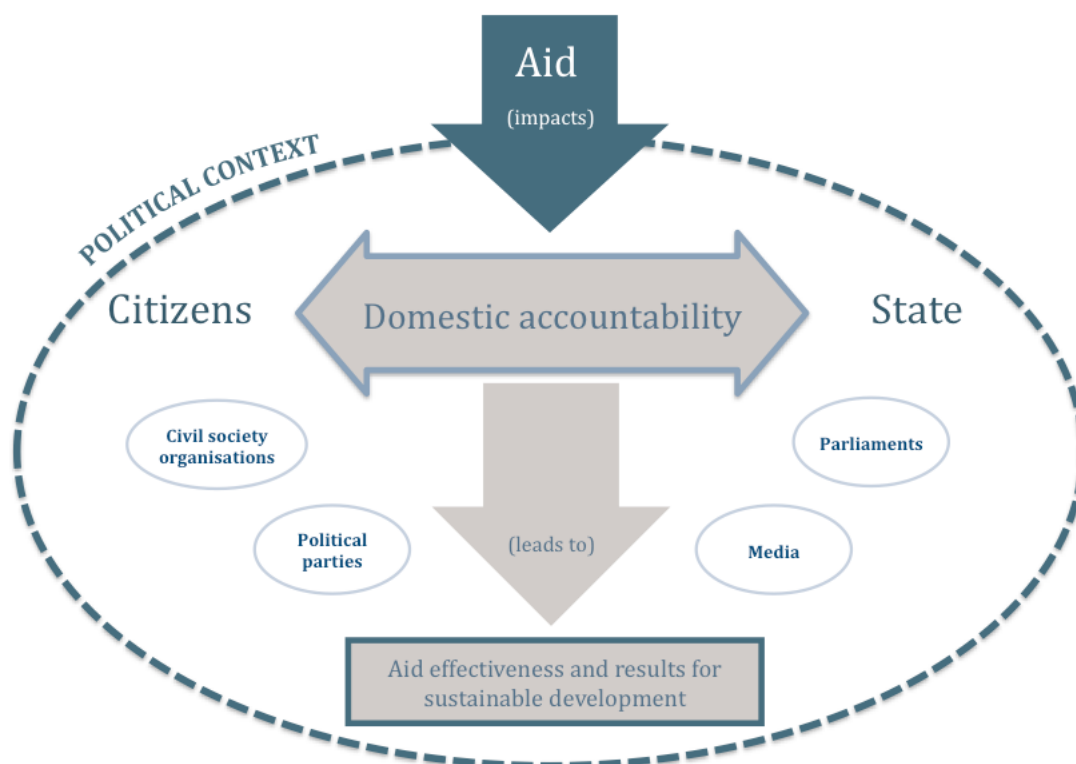 Aid
(impacts)
POLITICAL CONTEXT
Citizens
Domestic accountability
State
Civil society
organisations
Parliaments
Political
parties
(leads to)
Media
Aid effectiveness and results for
sustainable development